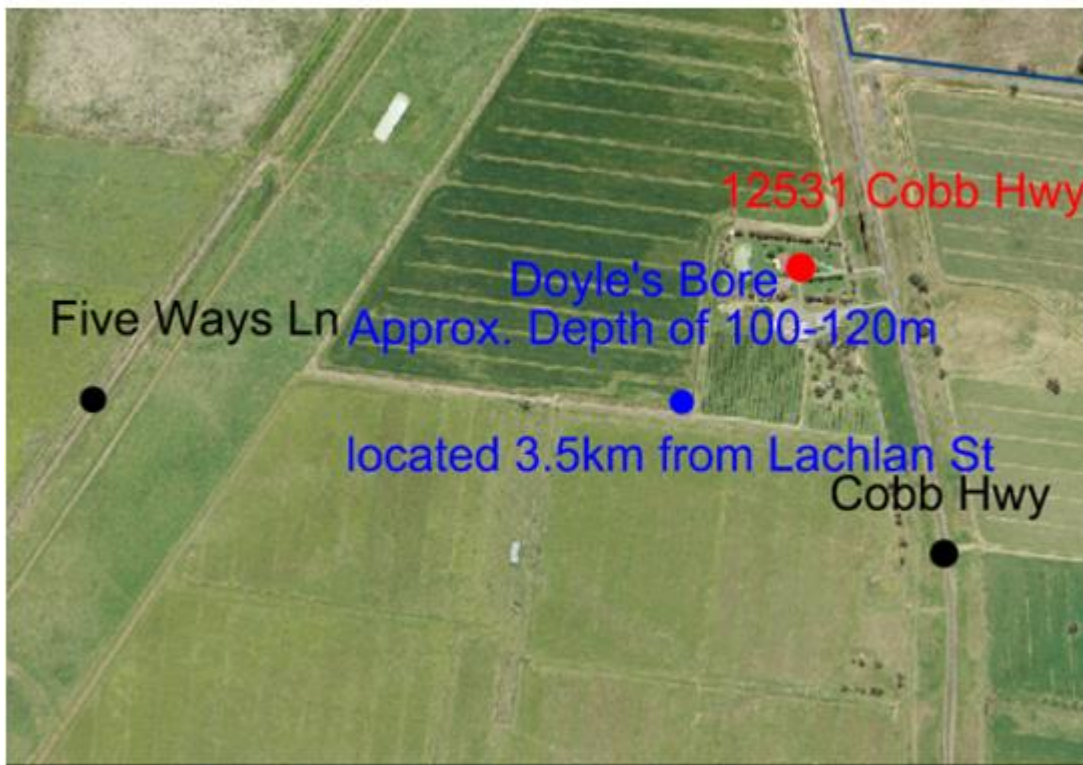 12531 Cobb Hwy
Doyle's Bore
Five Ways Ln
Approx. Depth of 100-120m
located 3.5km from Lachlan St
Cobb Hwy